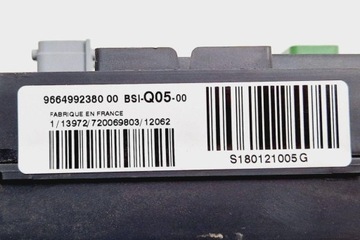 9664992380 00 BSI-Q05-00
FABRIQUE EN FRANCE
1/13972/720069803/12062
S180121005G